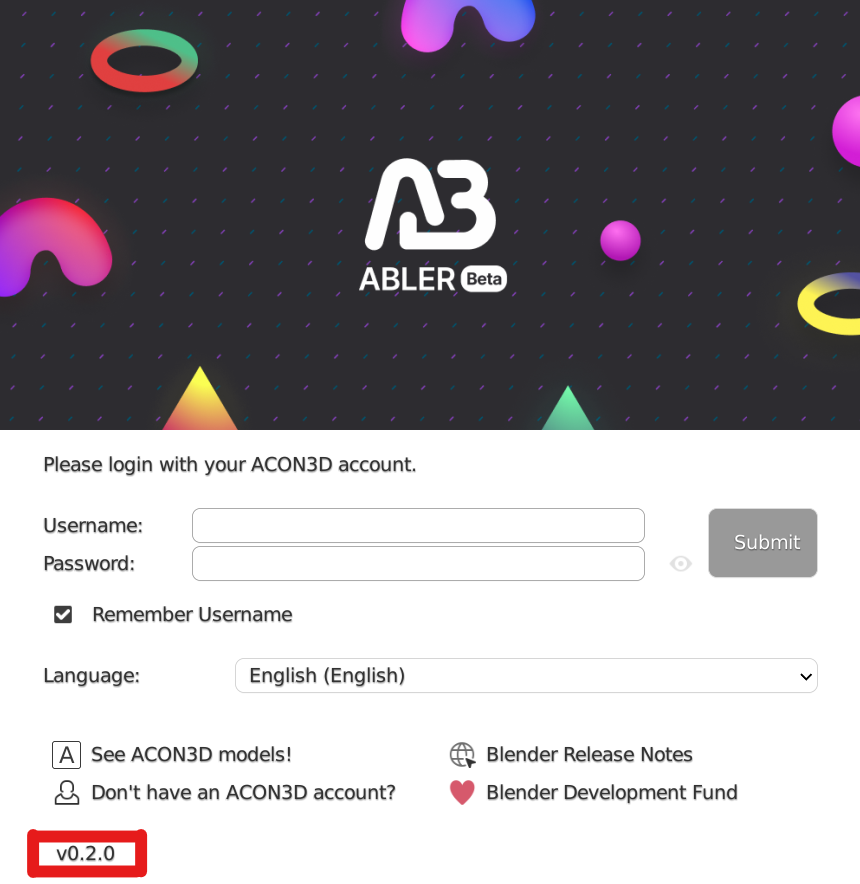 ABLER Beta
Please login with your ACON3D account.
Username:
Password:
Submit
Remember Username
Language:
English (English)
A See ACON3D models!
Blender Release Notes
Don't have an ACON3D account?
Blender Development Fund
v0.2.0